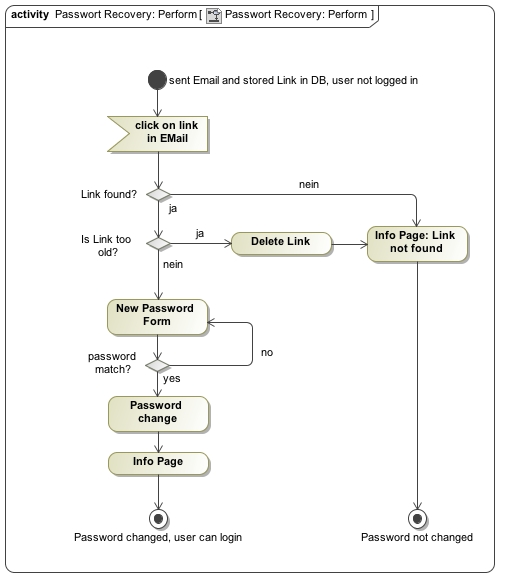 activity Passwort Recovery: Perform [ Passwort Recovery: Perform ]
sent Email and stored Link in DB, user not logged in
click on link
in EMail
Link found?
nein
ja
Is Link too
old?
ja
Delete Link
Info Page: Link
not found
nein
New Password
Form
password
match?
no
yes
Password
change
Info Page
Password changed, user can login
Password not changed